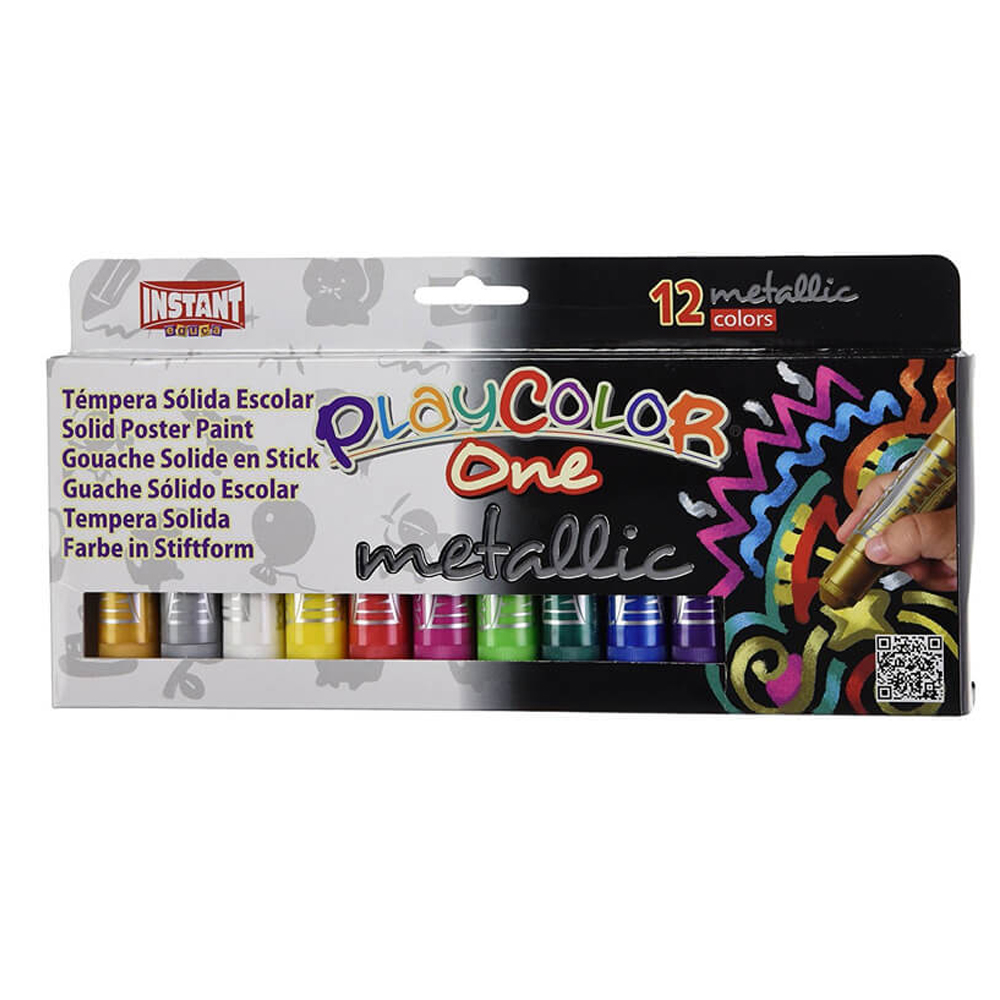 INSTANT
educa
12 metallic
colors
Témpera Sólida Escolar
Solid Poster Paint
Gouache Solide en Stick
Guache Sólido Escolar
Tempera Solida
Farbe in Stiftform
PLAYCOLOR®
One
metallic